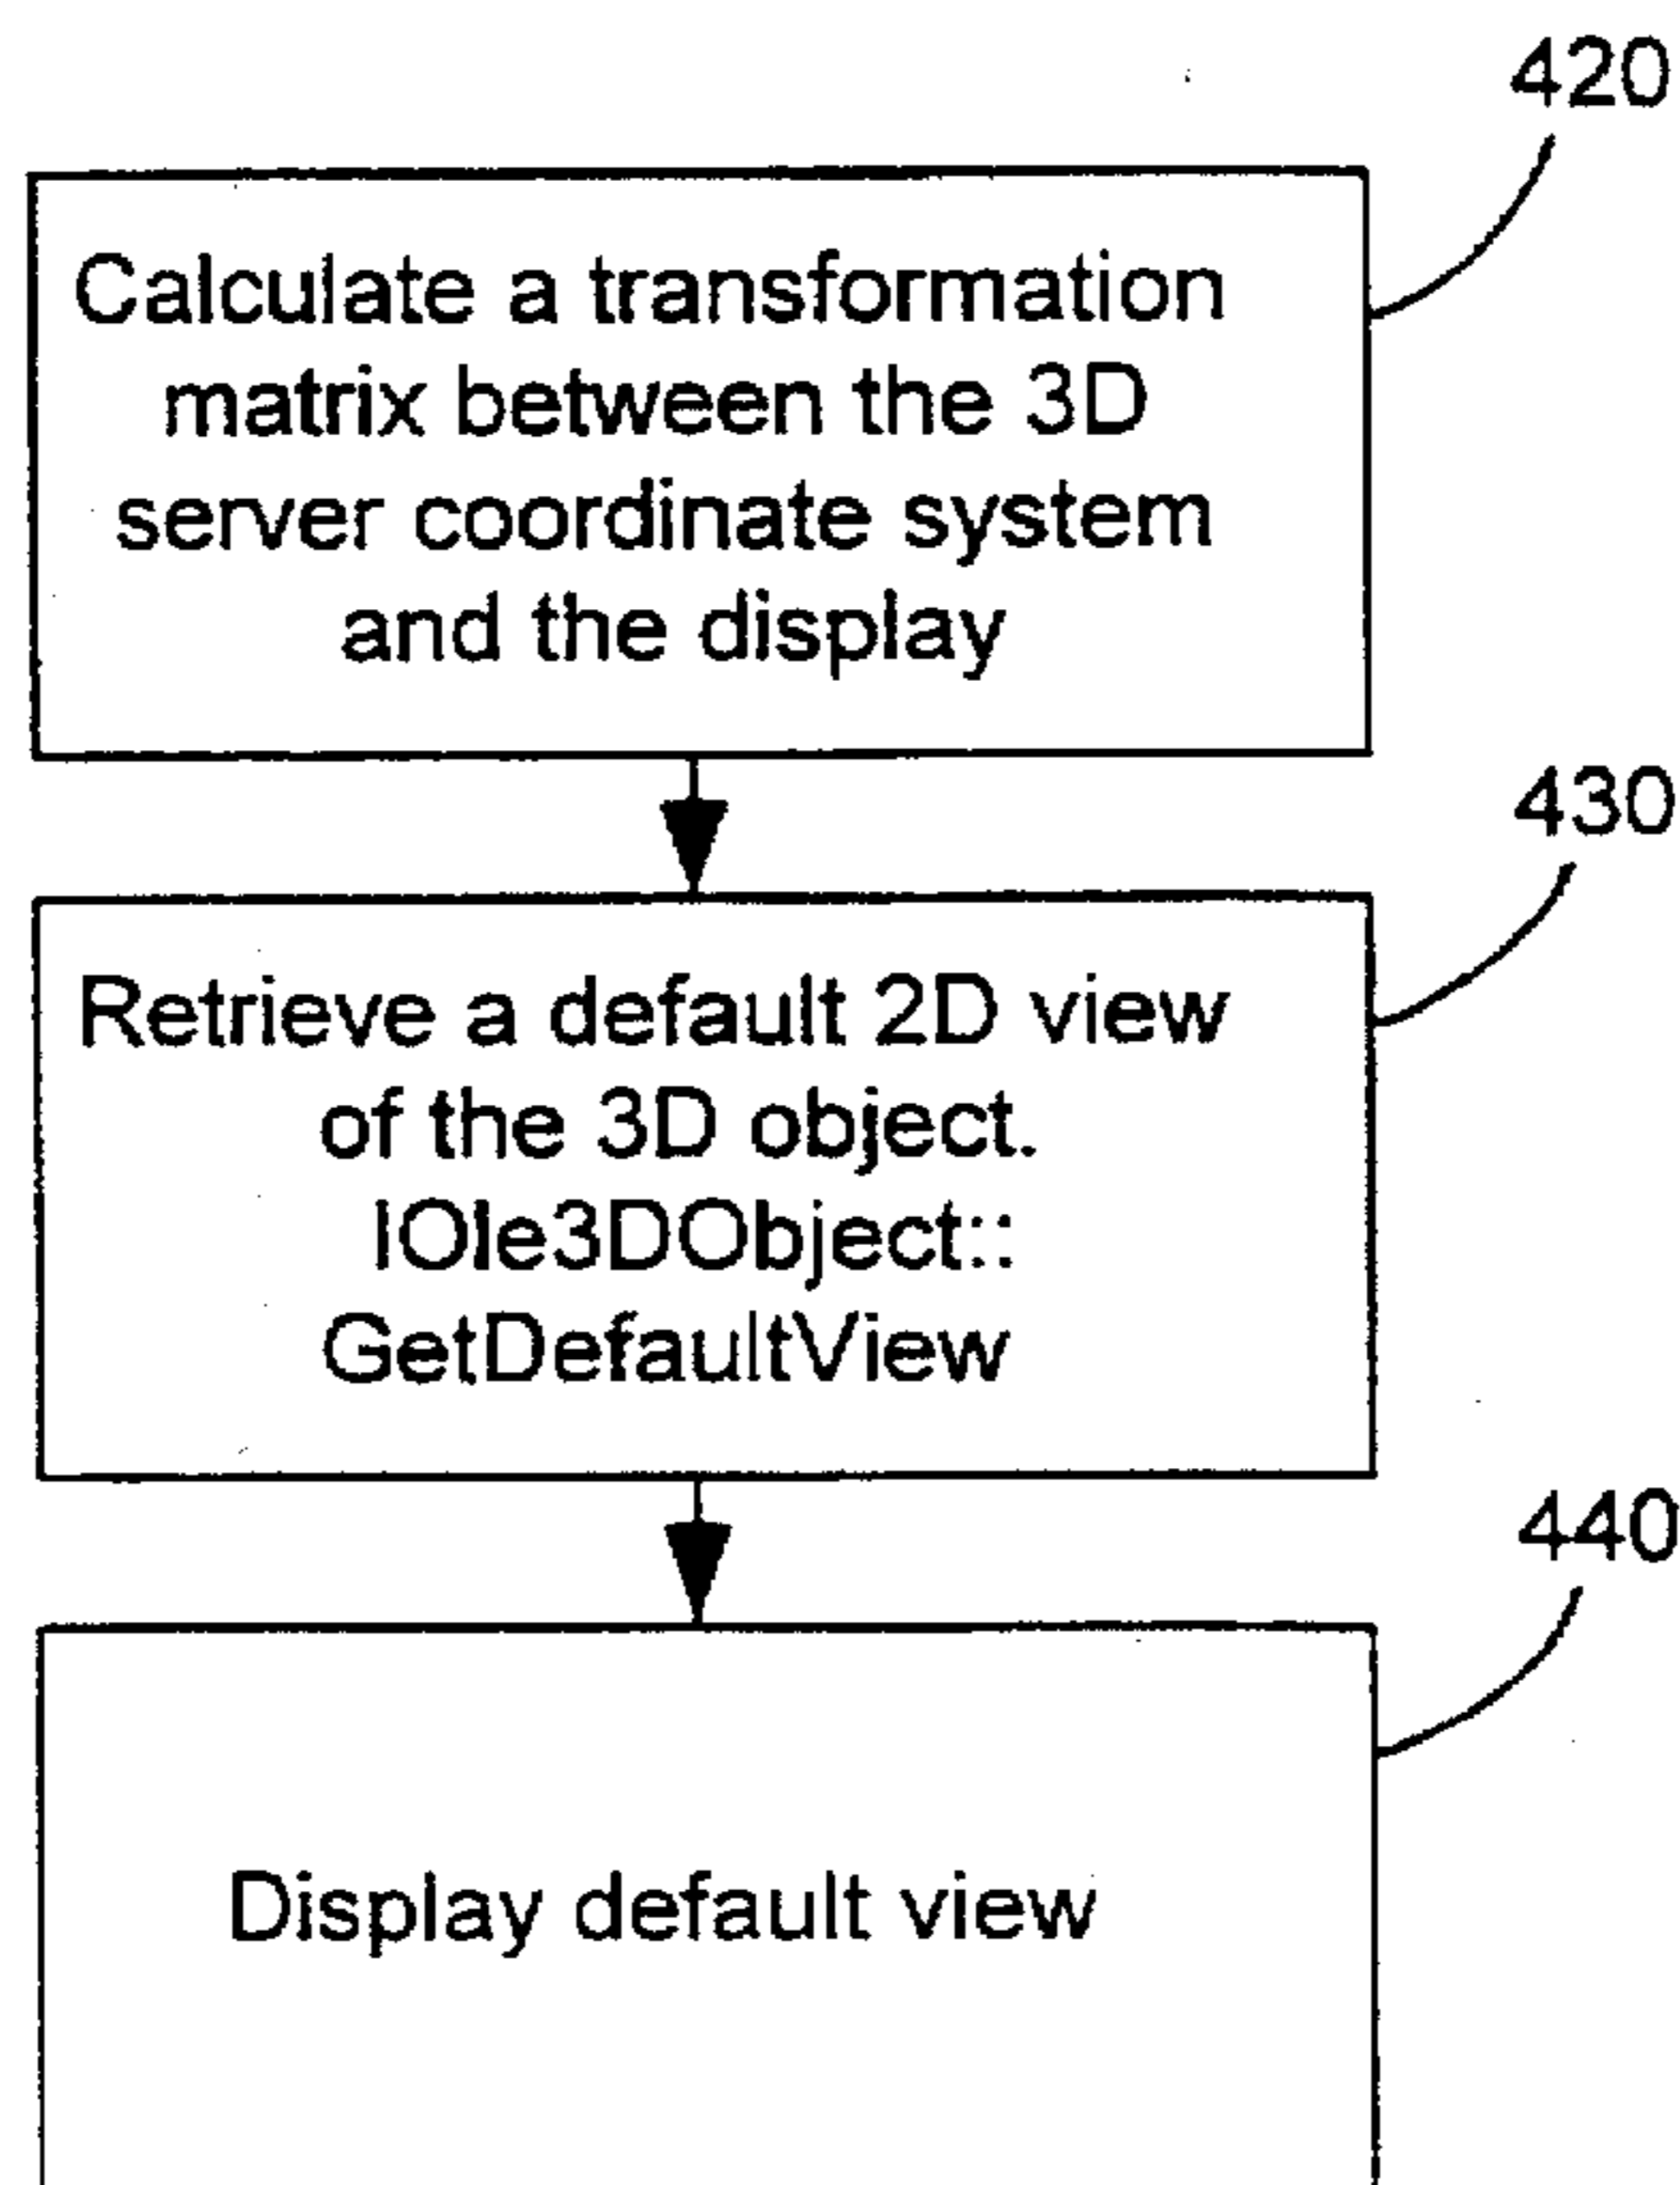 420
Calculate a transformation
matrix between the 3D
server coordinate system
and the display
430
Retrieve a default 2D view
of the 3D object.
IOle3DObject::
GetDefaultView
440
Display default view